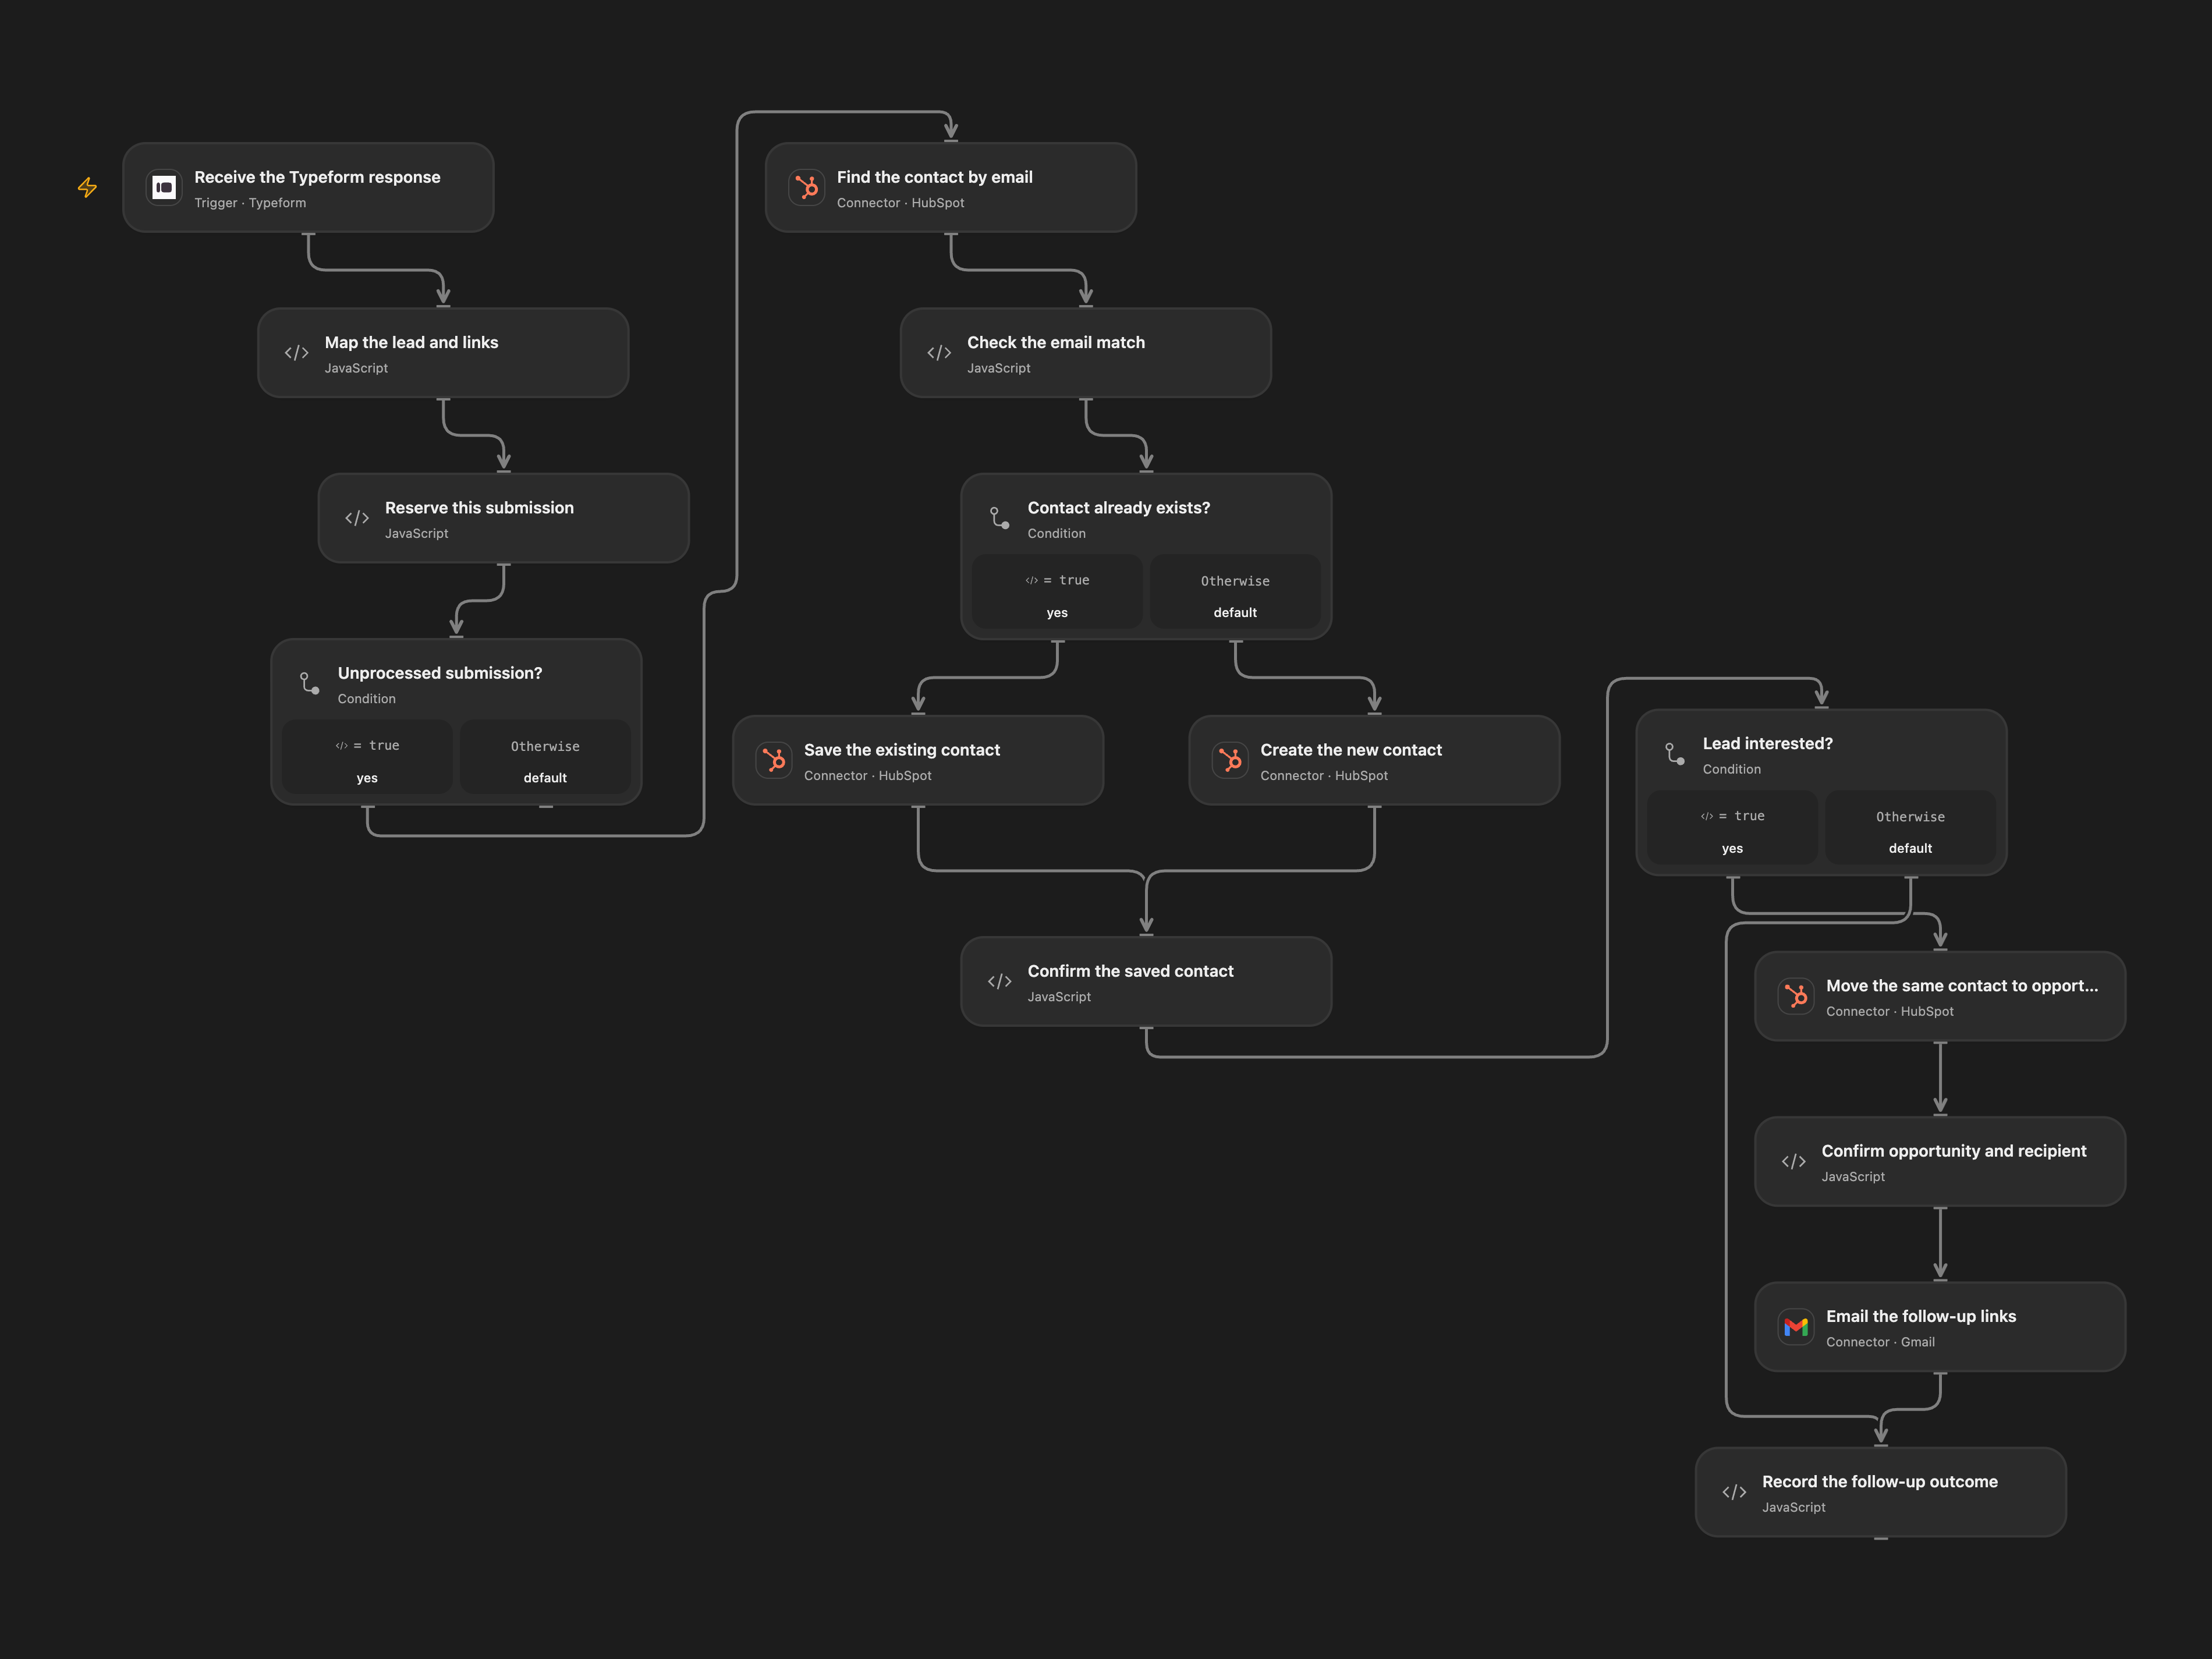 Receive the Typeform response
Trigger · Typeform
Map the lead and links
JavaScript
Reserve this submission
JavaScript
Unprocessed submission?
Condition
</> = true
yes
Otherwise
default
Find the contact by email
Connector · HubSpot
Check the email match
JavaScript
Contact already exists?
Condition
</> = true
yes
Otherwise
default
Save the existing contact
Connector · HubSpot
Create the new contact
Connector · HubSpot
Confirm the saved contact
JavaScript
Lead interested?
Condition
</> = true
yes
Otherwise
default
Move the same contact to opport...
Connector · HubSpot
Confirm opportunity and recipient
JavaScript
Email the follow-up links
Connector · Gmail
Record the follow-up outcome
JavaScript